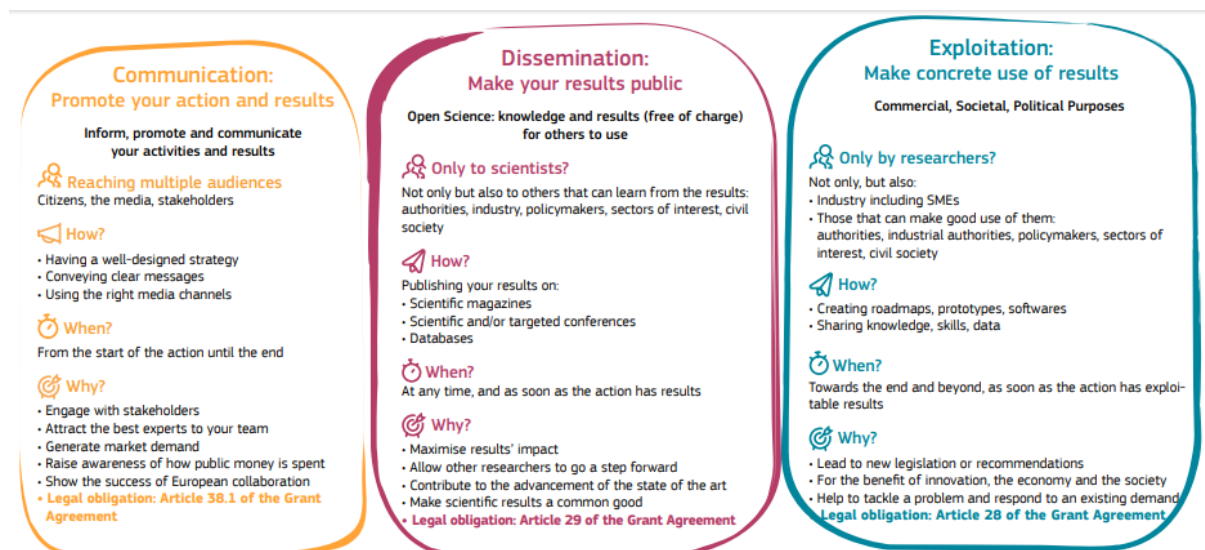 Communication:
Promote your action and results
Inform, promote and communicate
your activities and results
Reaching multiple audiences
Citizens, the media, stakeholders
How?
• Having a well-designed strategy
• Conveying clear messages
• Using the right media channels
When?
From the start of the action until the end
Why?
• Engage with stakeholders
• Attract the best experts to your team
• Generate market demand
• Raise awareness of how public money is spent
• Show the success of European collaboration
• Legal obligation: Article 38.1 of the Grant
Agreement
Dissemination:
Make your results public
Open Science: knowledge and results (free of charge)
for others to use
Only to scientists?
Not only but also to others that can learn from the results:
authorities, industry, policymakers, sectors of interest, civil
society
How?
Publishing your results on:
• Scientific magazines
• Scientific and/or targeted conferences
• Databases
When?
At any time, and as soon as the action has results
Why?
• Maximise results' impact
• Allow other researchers to go a step forward
• Contribute to the advancement of the state of the art
• Make scientific results a common good
• Legal obligation: Article 29 of the Grant Agreement
Exploitation:
Make concrete use of results
Commercial, Societal, Political Purposes
Only by researchers?
Not only, but also:
• Industry including SMEs
• Those that can make good use of them:
authorities, industrial authorities, policymakers, sectors of
interest, civil society
How?
• Creating roadmaps, prototypes, softwares
• Sharing knowledge, skills, data
When?
Towards the end and beyond, as soon as the action has exploi-
table results
Why?
• Lead to new legislation or recommendations
• For the benefit of innovation, the economy and the society
• Help to tackle a problem and respond to an existing demand
Legal obligation: Article 28 of the Grant Agreement